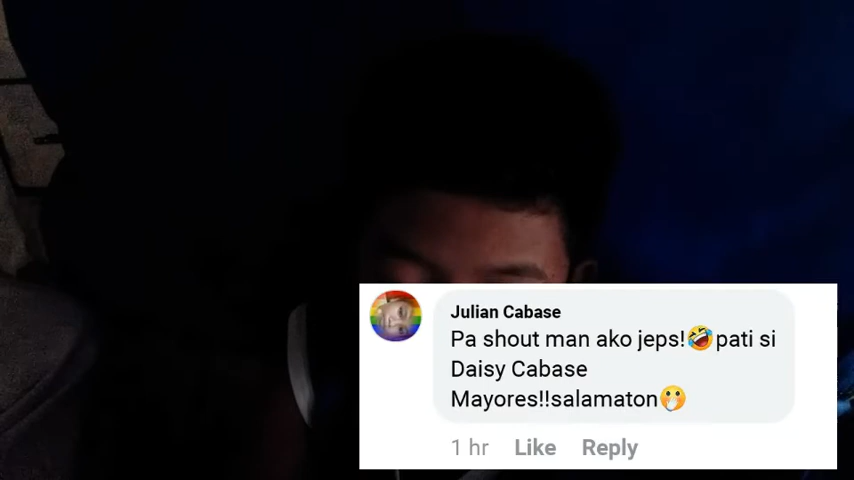 Julian Cabase
Pa shout man ako jeps!🤣pati si
Daisy Cabase
Mayores!!salamaton🤭
1 hr Like Reply